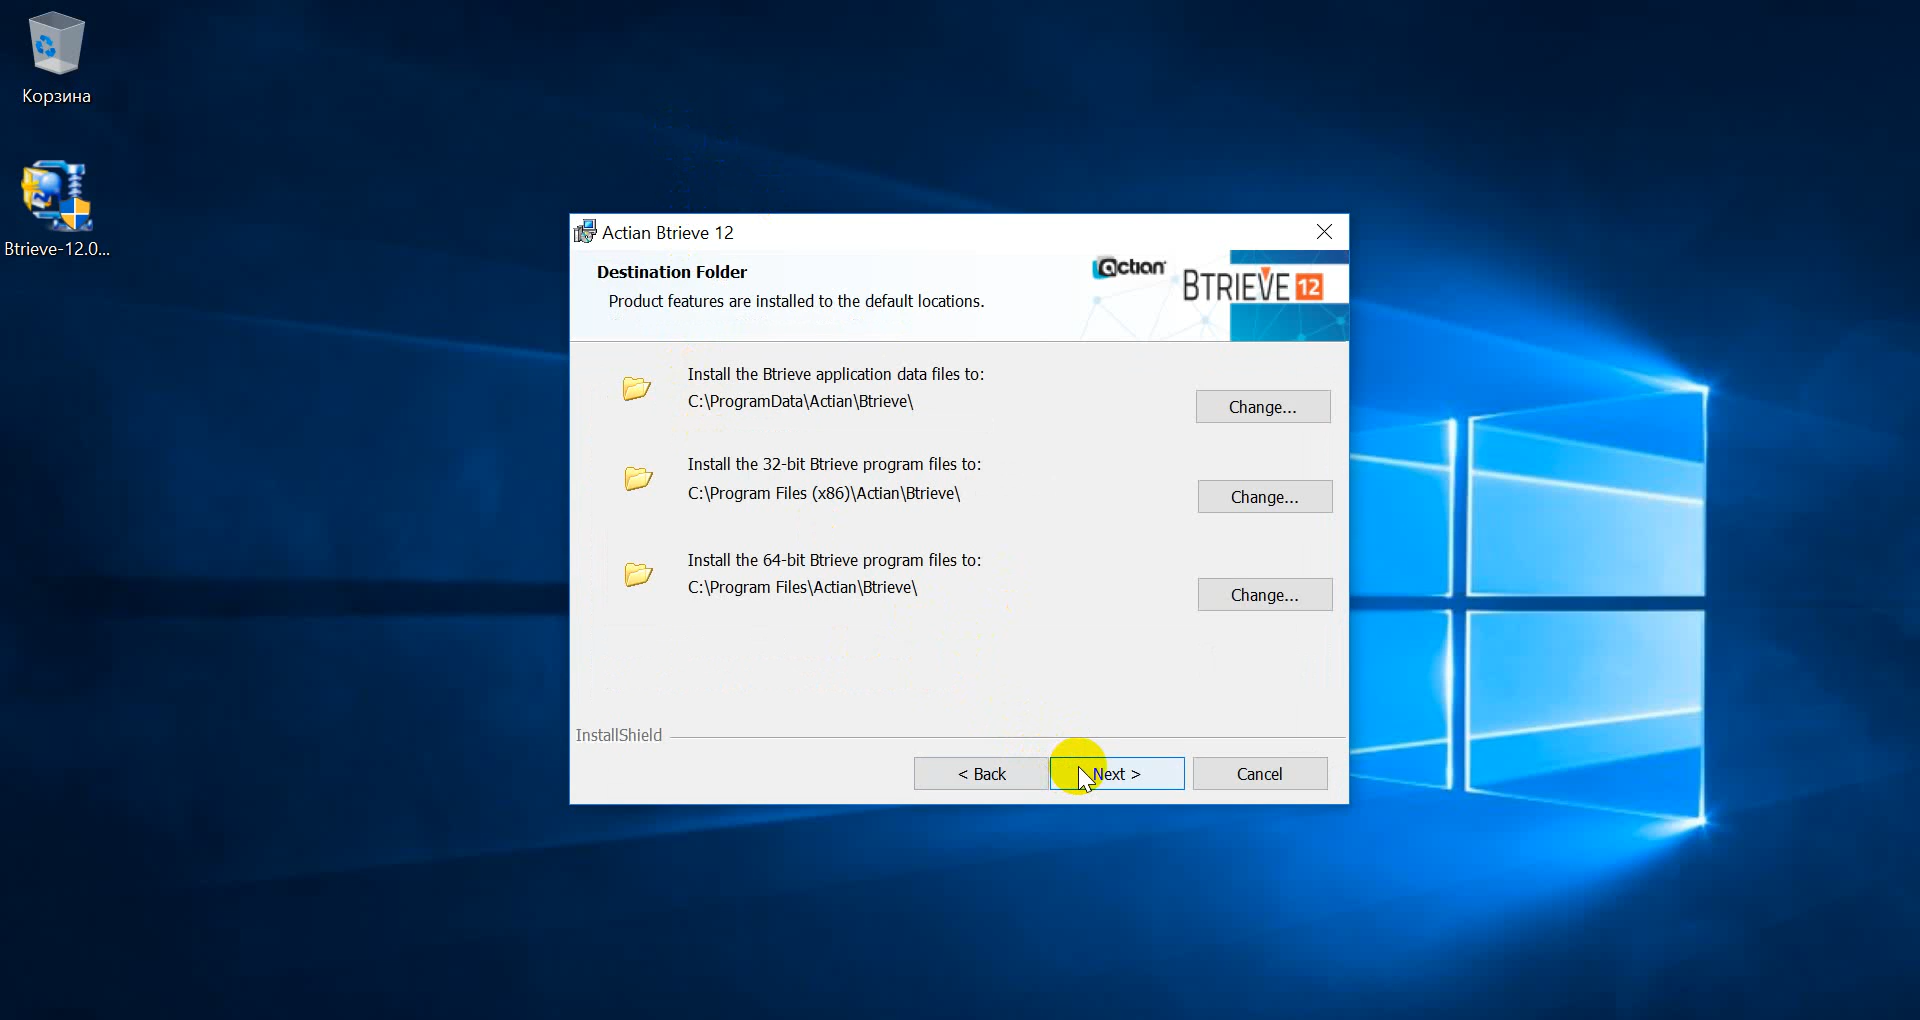 Корзина
Btrieve-12.0...
Actian Btrieve 12
Destination Folder
Product features are installed to the default locations.
actian
BTRIEVE 12
Install the Btrieve application data files to:
C:\ProgramData\Actian\Btrieve\
Change...
Install the 32-bit Btrieve program files to:
C:\Program Files (x86)\Actian\Btrieve\
Change...
Install the 64-bit Btrieve program files to:
C:\Program Files\Actian\Btrieve\
Change...
InstallShield
< Back
Next >
Cancel